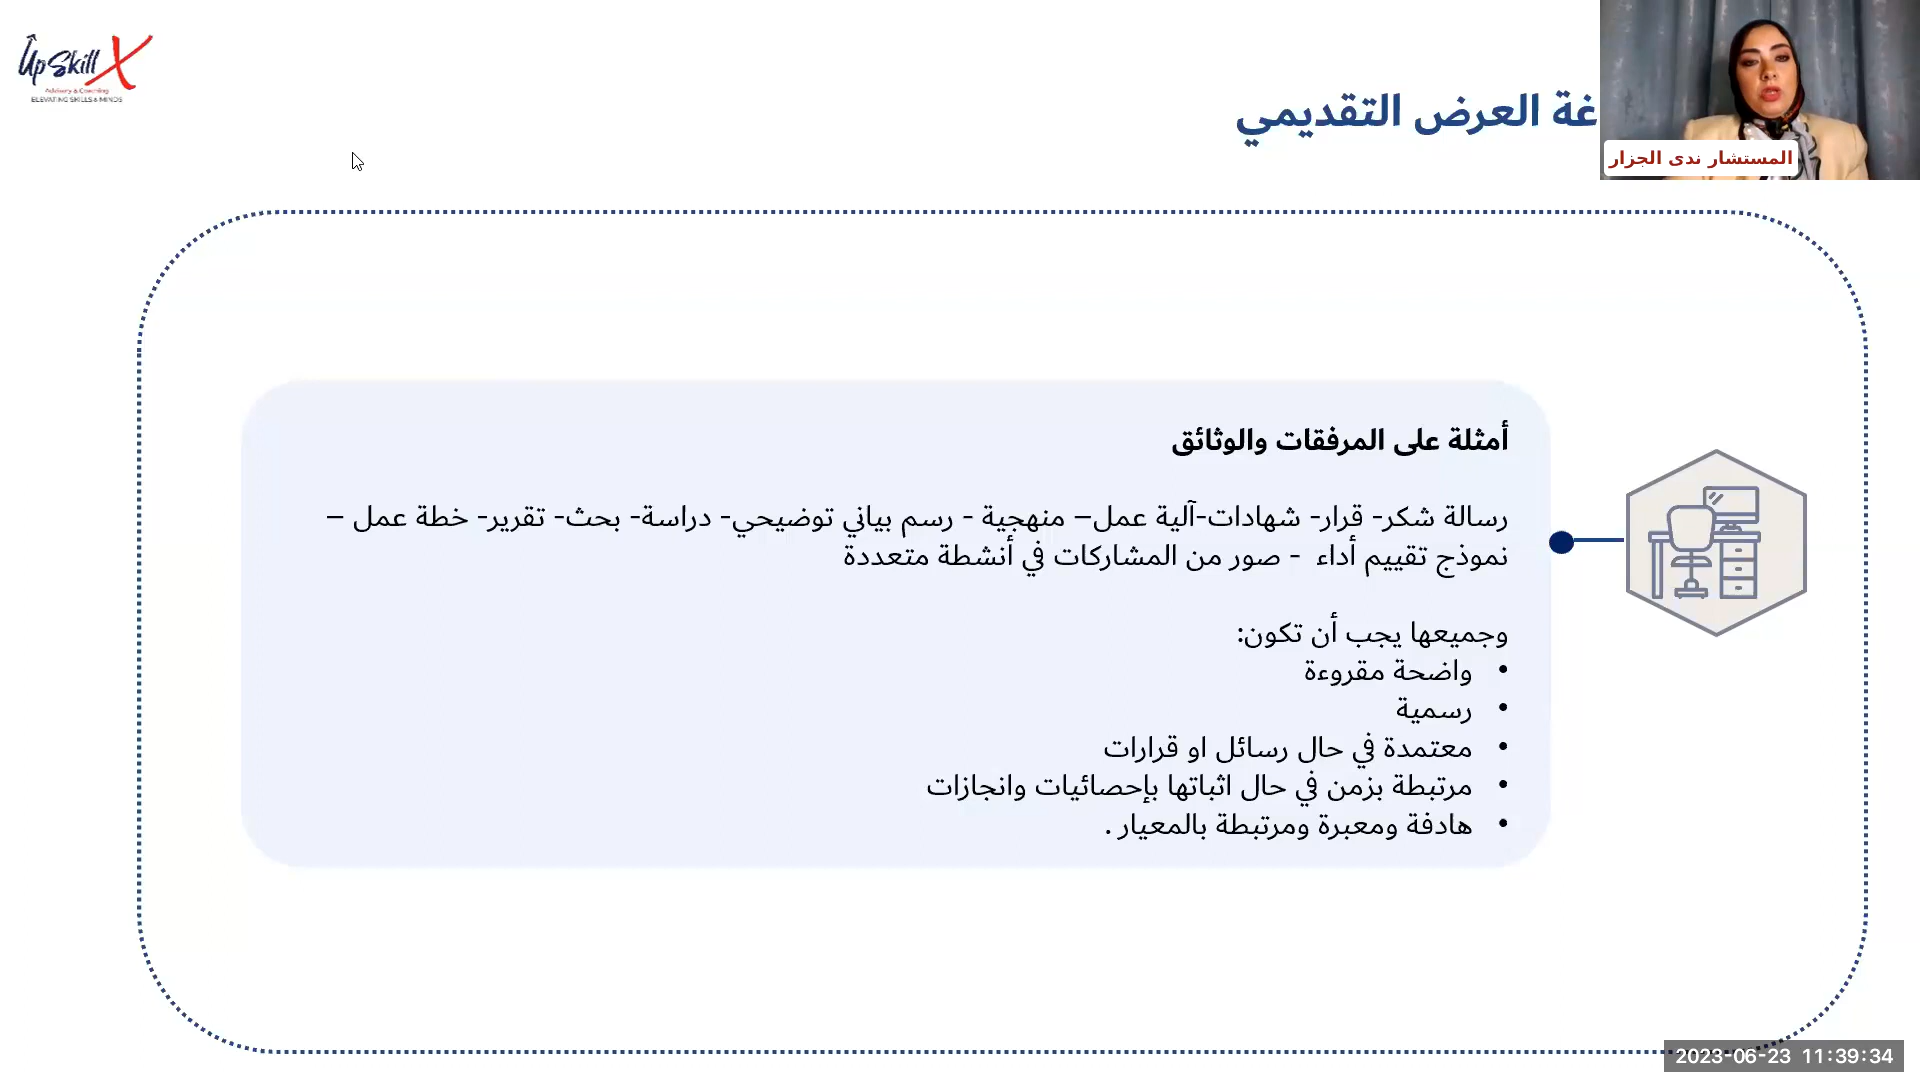 UpSkill X
Advisory & Coaching
ELEVATING SKILLS & MINDS
غة العرض التقديمي
المستشار ندى الجزار
أمثلة على المرفقات والوثائق
رسالة شكر- قرار- شهادات-آلية عمل– منهجية - رسم بياني توضيحي- دراسة- بحث- تقرير- خطة عمل –
نموذج تقييم أداء - صور من المشاركات في أنشطة متعددة
وجميعها يجب أن تكون:
• واضحة مقروءة
• رسمية
• معتمدة في حال رسائل او قرارات
• مرتبطة بزمن في حال اثباتها بإحصائيات وانجازات
• هادفة ومعبرة ومرتبطة بالمعيار .
2023-06-23 11:39:34